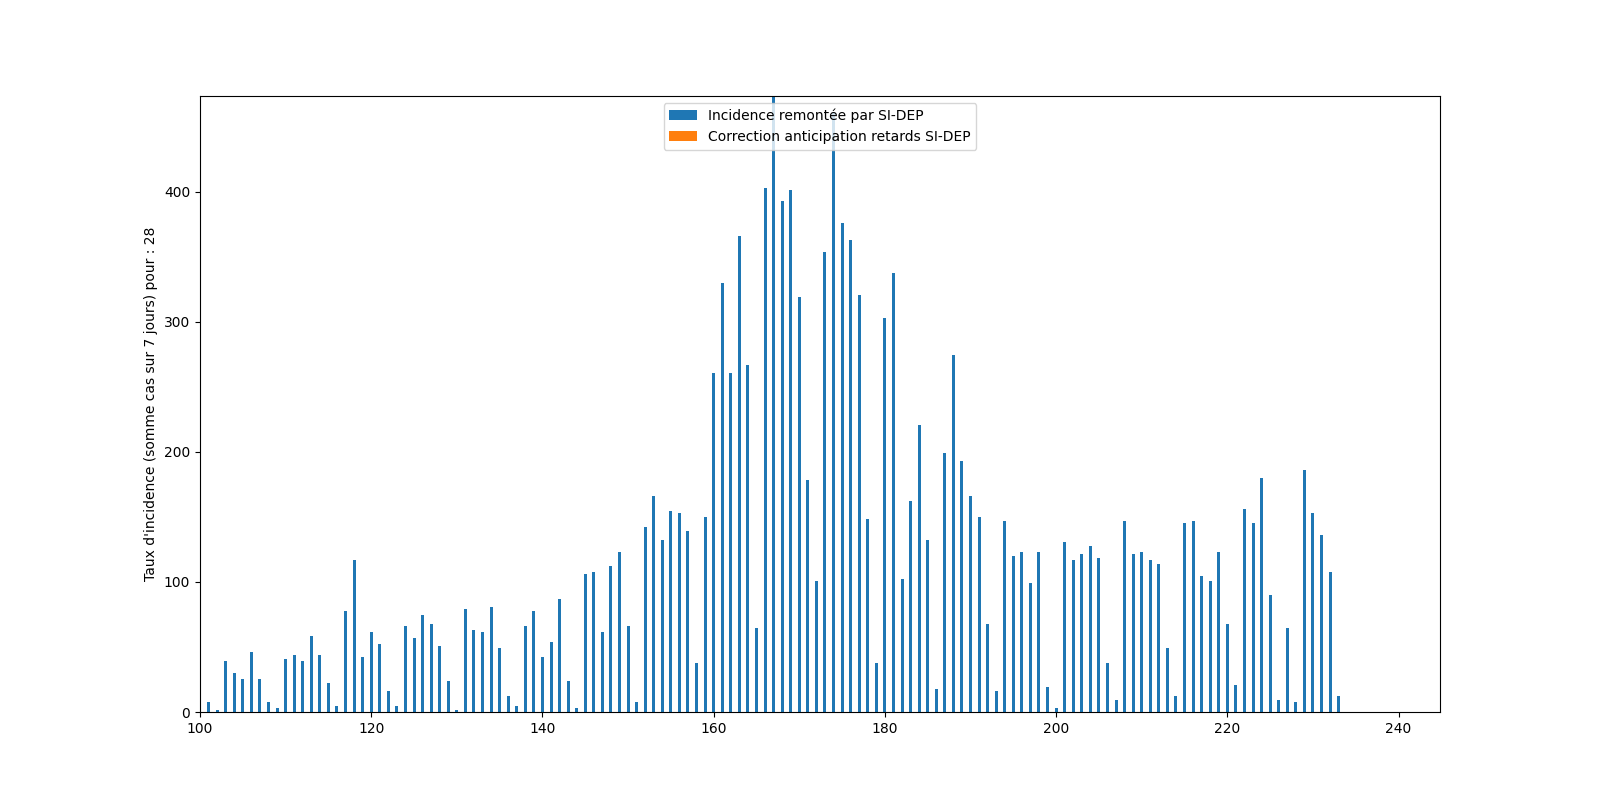 Incidence remontée par SI-DEP
Correction anticipation retards SI-DEP
Taux d'incidence (somme cas sur 7 jours) pour : 28
400
300
200
100
0
100 120 140 160 180 200 220 240